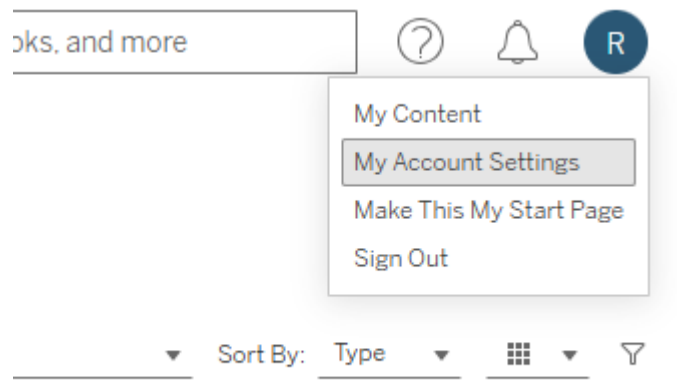 oks, and more
R
My Content
My Account Settings
Make This My Start Page
Sign Out
Sort By: Type